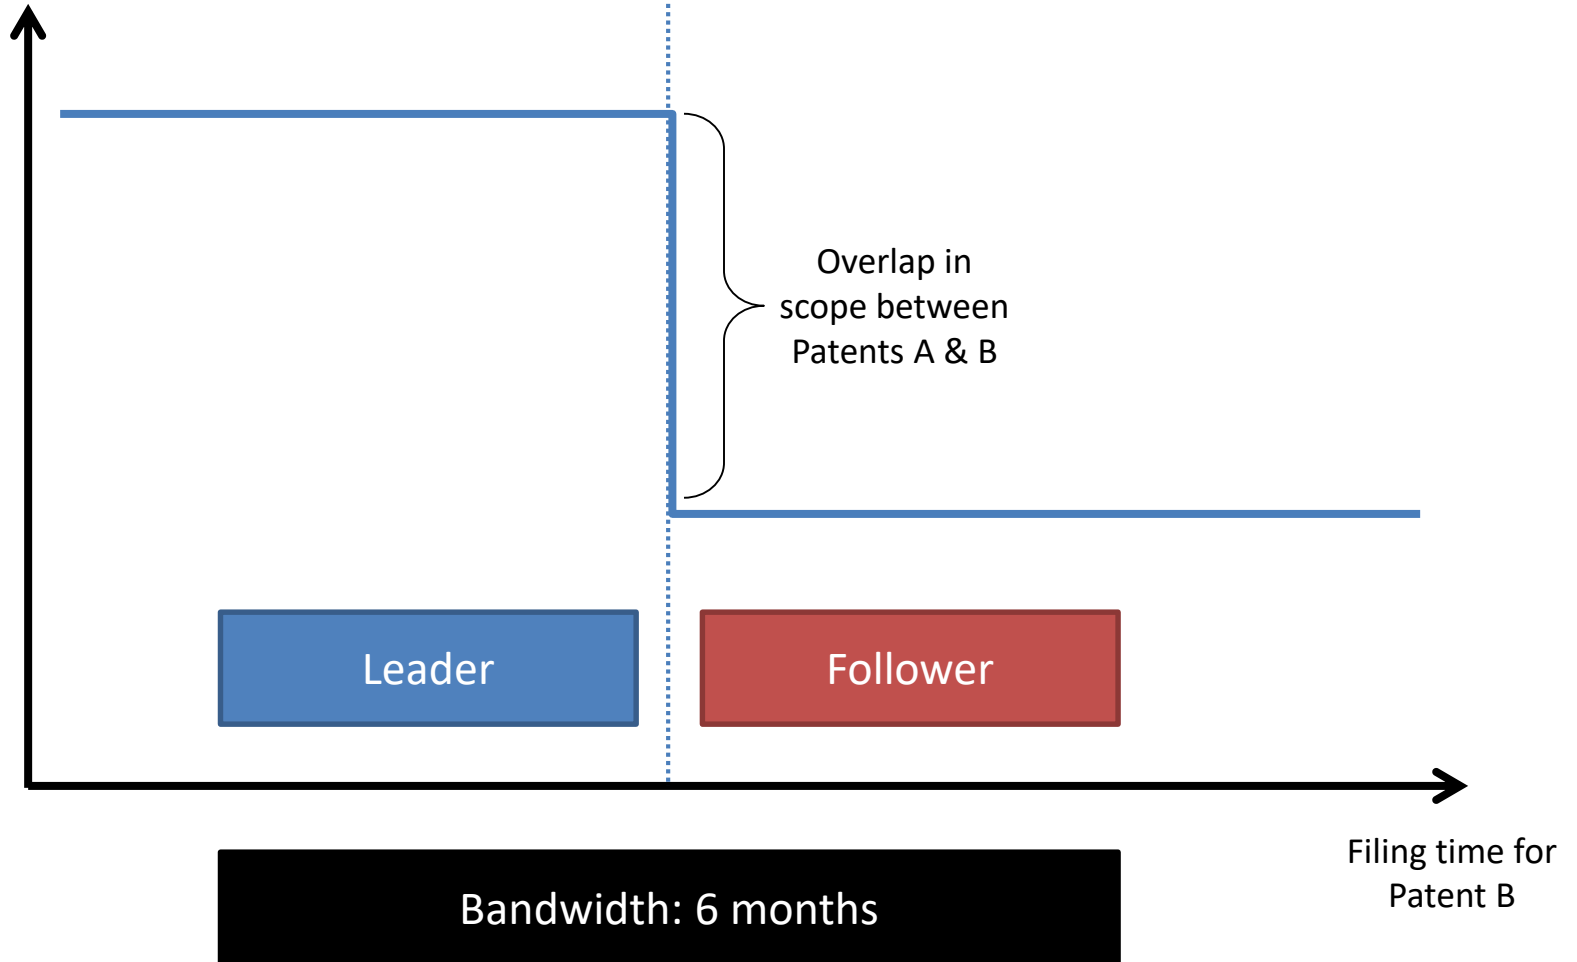 Overlap in
scope between
Patents A & B
Leader
Follower
Filing time for
Patent B
Bandwidth: 6 months